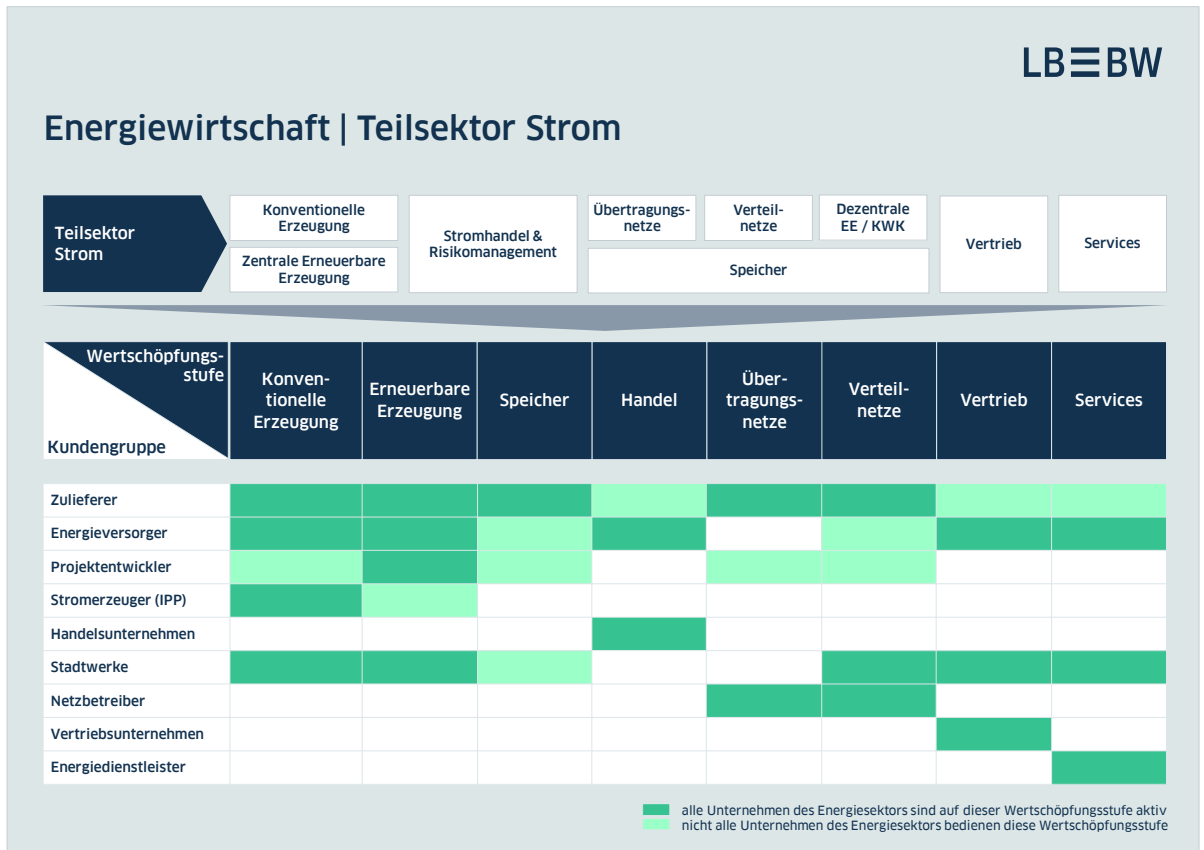 LBBW
Energiewirtschaft | Teilsektor Strom
Teilsektor
Strom
Konventionelle
Erzeugung
Zentrale Erneuerbare
Erzeugung
Stromhandel &
Risikomanagement
Übertragungs-
netze
Verteil-
netze
Dezentrale
EE / KWK
Speicher
Vertrieb
Services
Wertschöpfungs-
stufe
Kundengruppe
Konven-
tionelle
Erzeugung
Erneuerbare
Erzeugung
Speicher
Handel
Über-
tragungs-
netze
Verteil-
netze
Vertrieb
Services
Zulieferer
Energieversorger
Projektentwickler
Stromerzeuger (IPP)
Handelsunternehmen
Stadtwerke
Netzbetreiber
Vertriebsunternehmen
Energiedienstleister
alle Unternehmen des Energiesektors sind auf dieser Wertschöpfungsstufe aktiv
nicht alle Unternehmen des Energiesektors bedienen diese Wertschöpfungsstufe